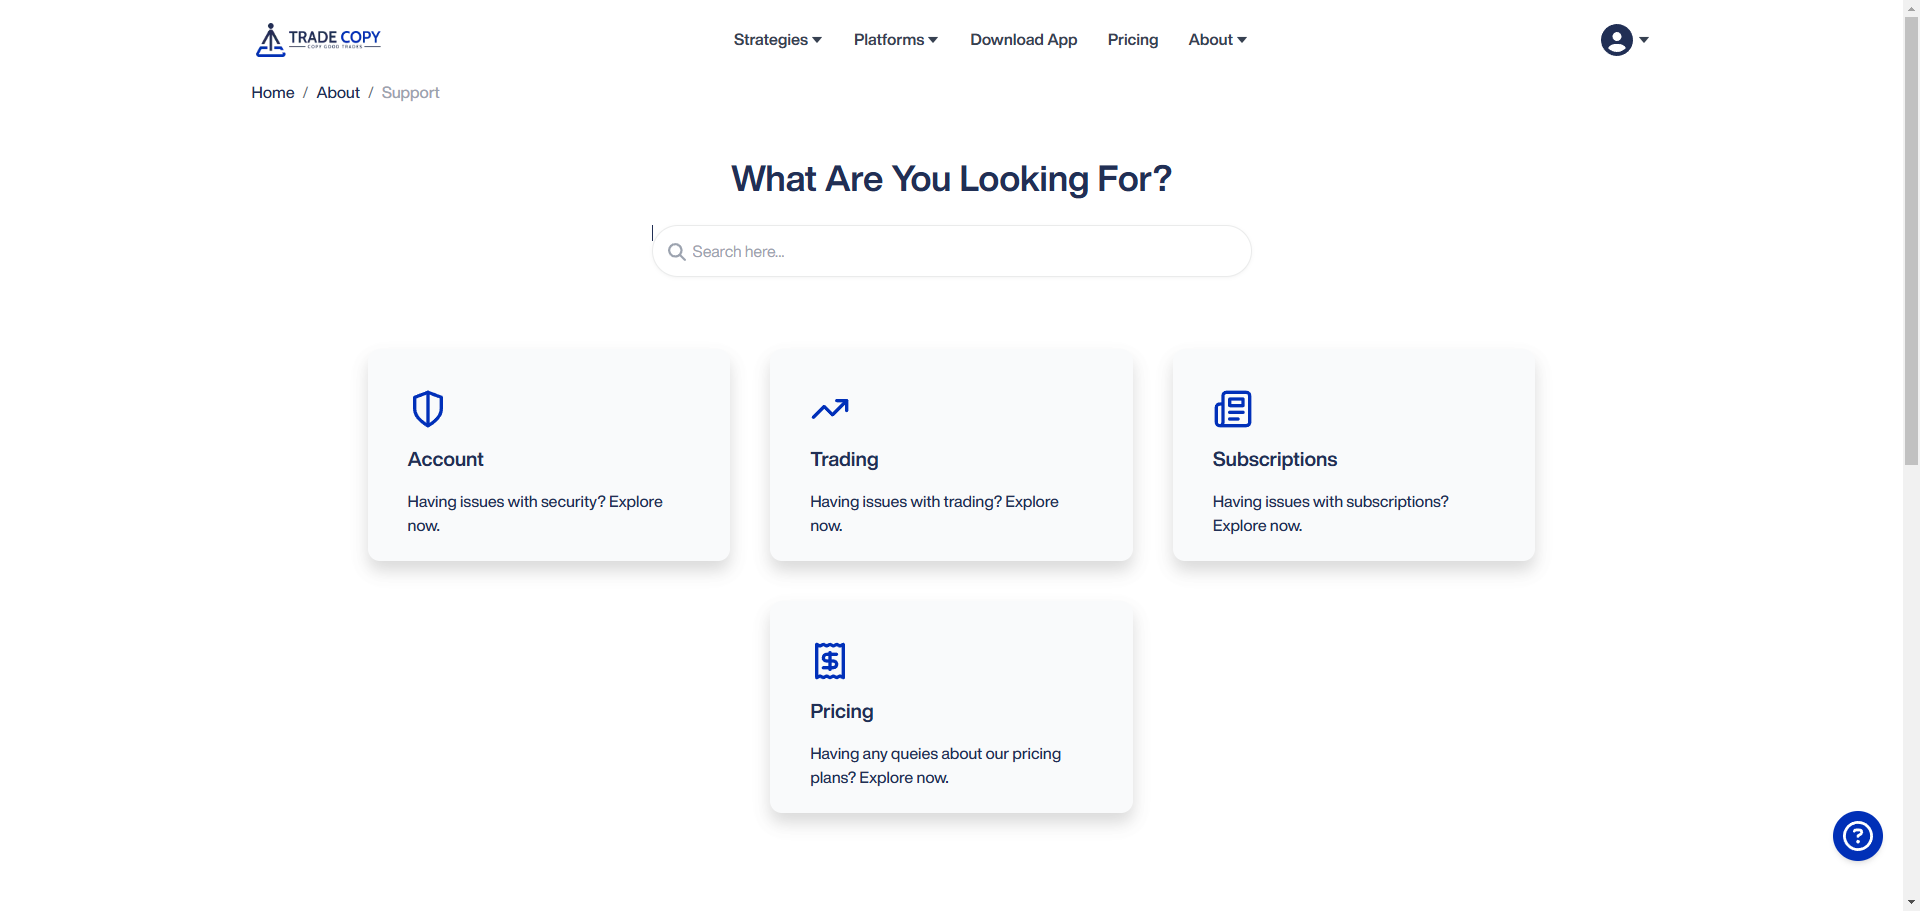 TRADE COPY
COPY GOOD TRADES
Strategies
Platforms
Download App
Pricing
About
Home / About / Support
What Are You Looking For?
Search here...
Account
Having issues with security? Explore
now.
Trading
Having issues with trading? Explore
now.
Subscriptions
Having issues with subscriptions?
Explore now.
Pricing
Having any queies about our pricing
plans? Explore now.